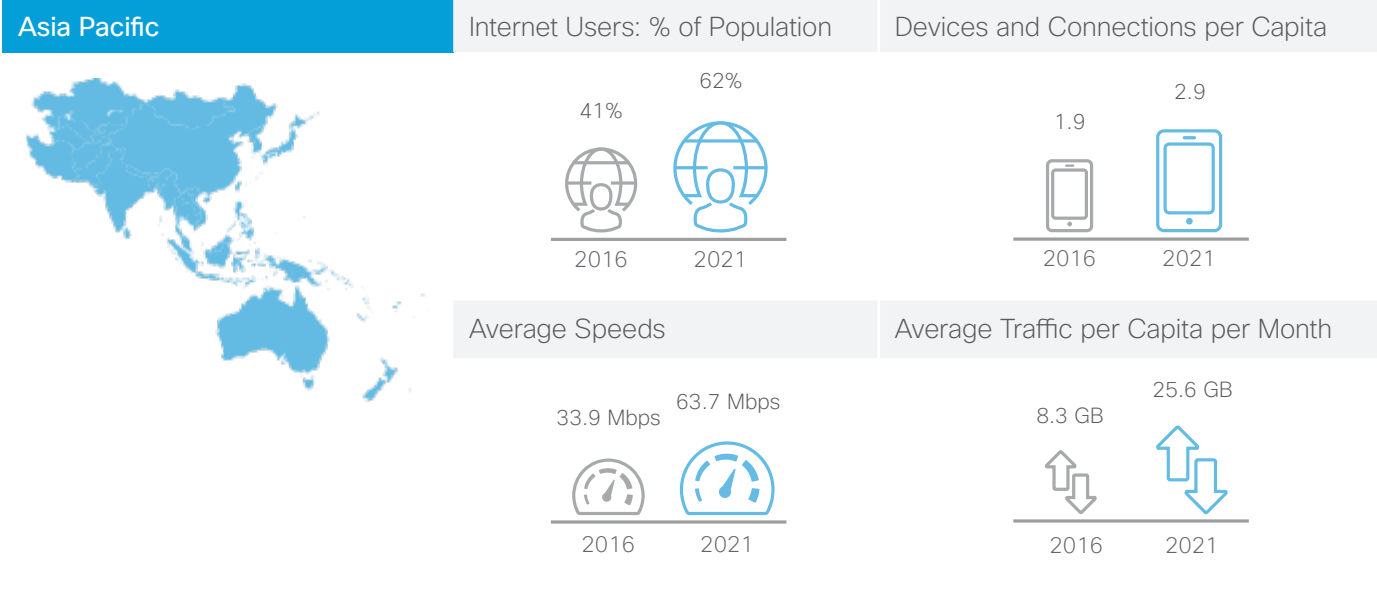 Asia Pacific
Internet Users: % of Population
Devices and Connections per Capita
41%
62%
2016
2021
1.9
2.9
2016
2021
Average Speeds
Average Traffic per Capita per Month
33.9 Mbps
63.7 Mbps
2016
2021
8.3 GB
25.6 GB
2016
2021